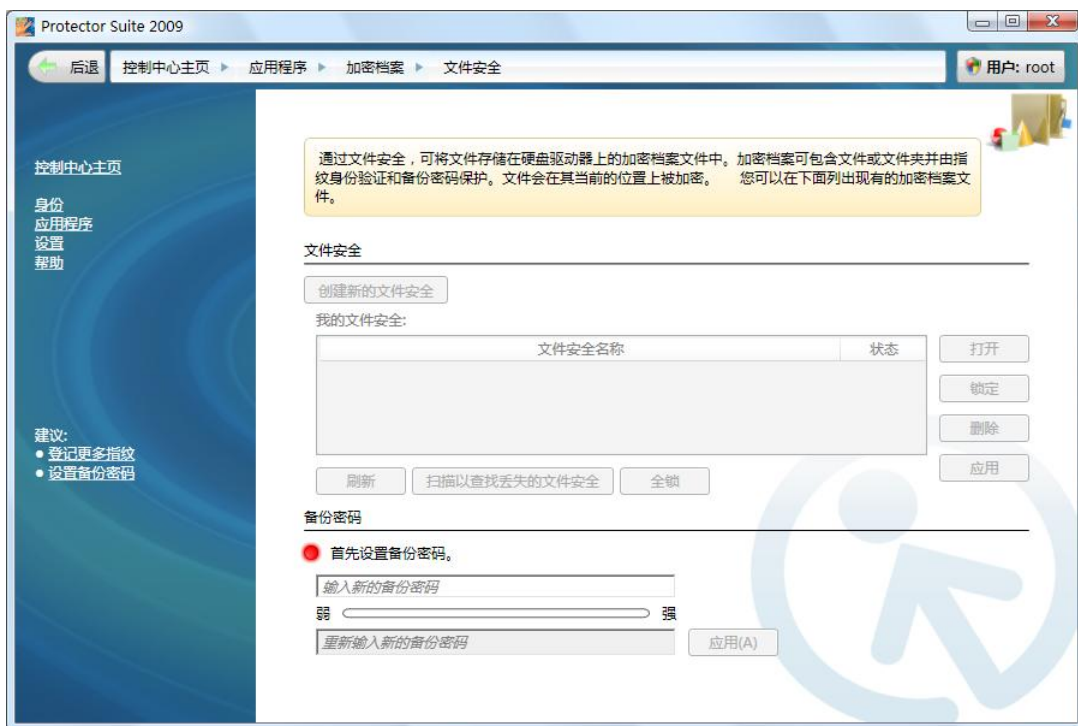 Protector Suite 2009
后退
控制中心主页 ▶ 应用程序 ▶ 加密档案 ▶ 文件安全
用户: root
控制中心主页
身份
应用程序
设置
帮助
建议:
● 登记更多指纹
● 设置备份密码
通过文件安全，可将文件存储在硬盘驱动器上的加密档案文件中。加密档案可包含文件或文件夹并由指
纹身份验证和备份密码保护。文件会在其当前的位置上被加密。 您可以在下面列出现有的加密档案文
件。
文件安全
创建新的文件安全
我的文件安全:
文件安全名称 状态
打开
锁定
删除
应用
刷新 扫描以查找丢失的文件安全 全锁
备份密码
首先设置备份密码。
输入新的备份密码
弱 强
重新输入新的备份密码
应用(A)